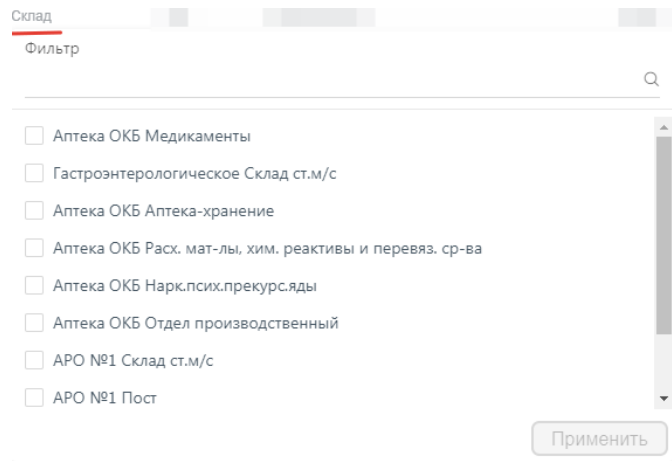 Склад
Фильтр
Аптека ОКБ Медикаменты
Гастроэнтерологическое Склад ст.м/с
Аптека ОКБ Аптека-хранение
Аптека ОКБ Расх. мат-лы, хим. реактивы и перевяз. ср-ва
Аптека ОКБ Нарк.псих.прекурс.яды
Аптека ОКБ Отдел производственный
АРО №1 Склад ст.м/с
АРО №1 Пост
Применить